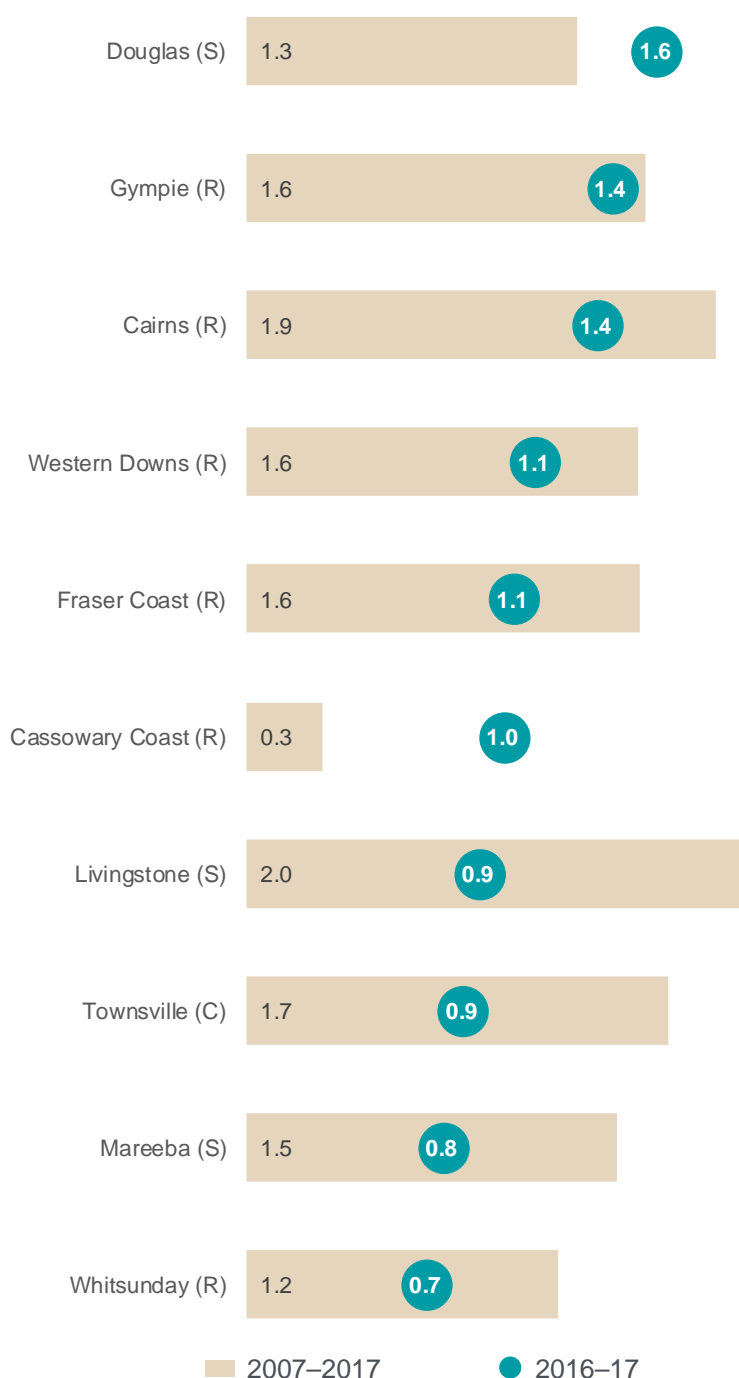 Douglas (S) 1.3 1.6
Gympie (R) 1.6 1.4
Cairns (R) 1.9 1.4
Western Downs (R) 1.6 1.1
Fraser Coast (R) 1.6 1.1
Cassowary Coast (R) 0.3 1.0
Livingstone (S) 2.0 0.9
Townsville (C) 1.7 0.9
Mareeba (S) 1.5 0.8
Whitsunday (R) 1.2 0.7
2007–2017 2016–17